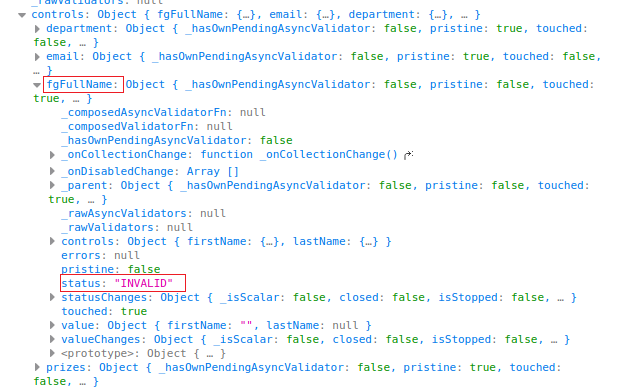 _rawValidators: null
controls: Object { fgFullName: {…}, email: {…}, department: {…}, … }
department: Object { _hasOwnPendingAsyncValidator: false, pristine: true, touched:
false, … }
email: Object { _hasOwnPendingAsyncValidator: false, pristine: true, touched: false,
… }
fgFullName: Object { _hasOwnPendingAsyncValidator: false, pristine: false, touched:
true, … }
_composedAsyncValidatorFn: null
_composedValidatorFn: null
_hasOwnPendingAsyncValidator: false
_onCollectionChange: function _onCollectionChange()
_onDisabledChange: Array []
_parent: Object { _hasOwnPendingAsyncValidator: false, pristine: false, touched:
true, … }
_rawAsyncValidators: null
_rawValidators: null
controls: Object { firstName: {…}, lastName: {…} }
errors: null
pristine: false
status: "INVALID"
statusChanges: Object { _isScalar: false, closed: false, isStopped: false, … }
touched: true
value: Object { firstName: "", lastName: null }
valueChanges: Object { _isScalar: false, closed: false, isStopped: false, … }
<prototype>: Object { … }
prizes: Object { _hasOwnPendingAsyncValidator: false, pristine: true, touched:
false, … }